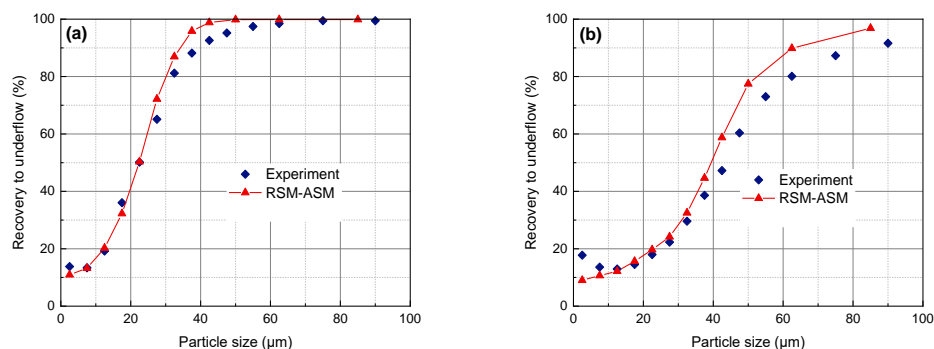 (a)
Recovery to underflow (%)
100
80
60
40
20
0
Experiment
RSM-ASM
0 20 40 60 80 100
Particle size (μm)
(b)
Recovery to underflow (%)
100
80
60
40
20
0
Experiment
RSM-ASM
0 20 40 60 80 100
Particle size (μm)